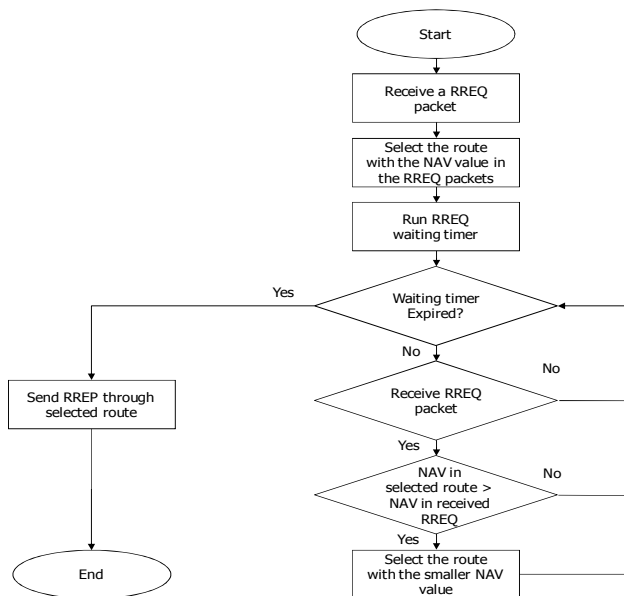 Start
Receive a RREQ
packet
Select the route
with the NAV value in
the RREQ packets
Run RREQ
waiting timer
Yes
Waiting timer
Expired?
No
No
Send RREP through
selected route
Receive RREQ
packet
Yes
No
NAV in
selected route >
NAV in received
RREQ
Yes
End
Select the route
with the smaller NAV
value